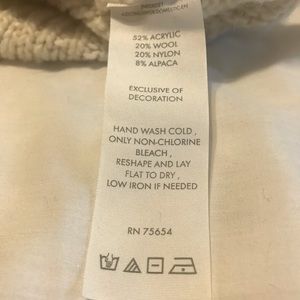 52% ACRYLIC
20% WOOL
20% NYLON
8% ALPACA
EXCLUSIVE OF
DECORATION
HAND WASH COLD ,
ONLY NON-CHLORINE
BLEACH ,
RESHAPE AND LAY
FLAT TO DRY ,
LOW IRON IF NEEDED
RN 75654